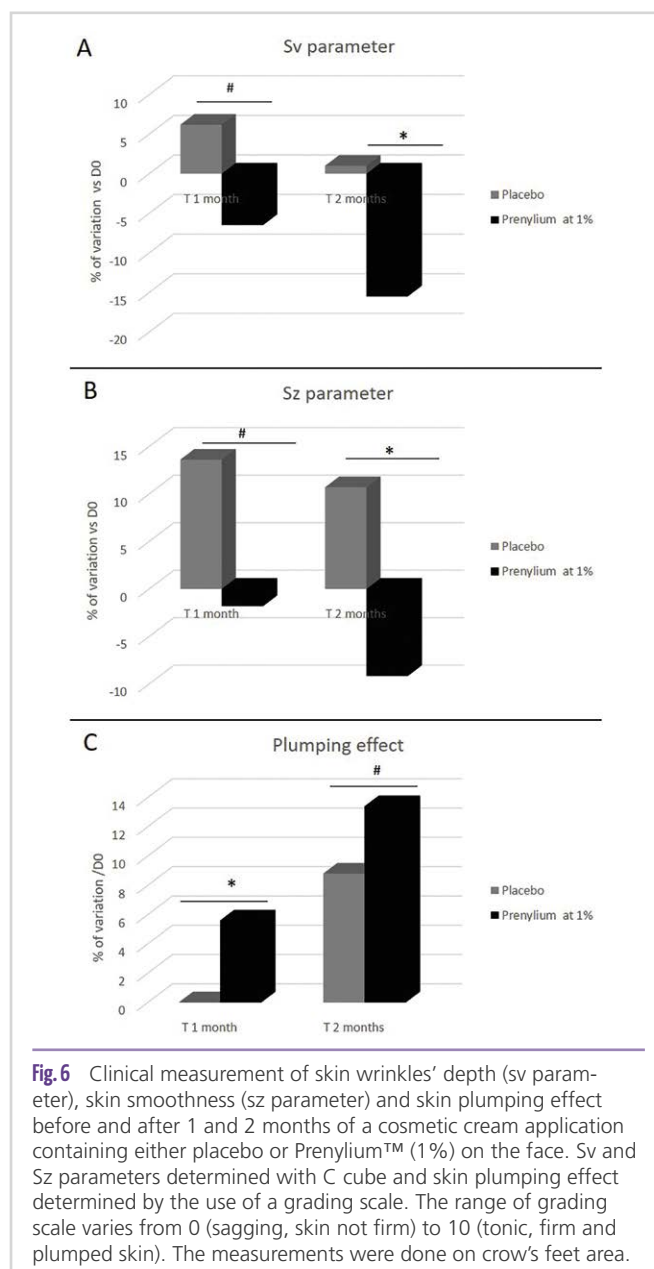 A
Sv parameter
#
*
10
5
0
-5
-10
-15
-20
% of variation vs D0
T 1 month
T 2 months
Placebo
Prenylium at 1%
B
Sz parameter
#
*
15
10
5
0
-5
-10
% of variation vs D0
T 1 month
T 2 months
Placebo
Prenylium at 1%
C
Plumping effect
*
#
14
12
10
8
6
4
2
0
% of variation /D0
T 1 month
T 2 months
Placebo
Prenylium at 1%
Fig. 6 Clinical measurement of skin wrinkles’ depth (sv param-
eter), skin smoothness (sz parameter) and skin plumping effect
before and after 1 and 2 months of a cosmetic cream application
containing either placebo or Prenylium™ (1%) on the face. Sv and
Sz parameters determined with C cube and skin plumping effect
determined by the use of a grading scale. The range of grading
scale varies from 0 (sagging, skin not firm) to 10 (tonic, firm and
plumped skin). The measurements were done on crow’s feet area.